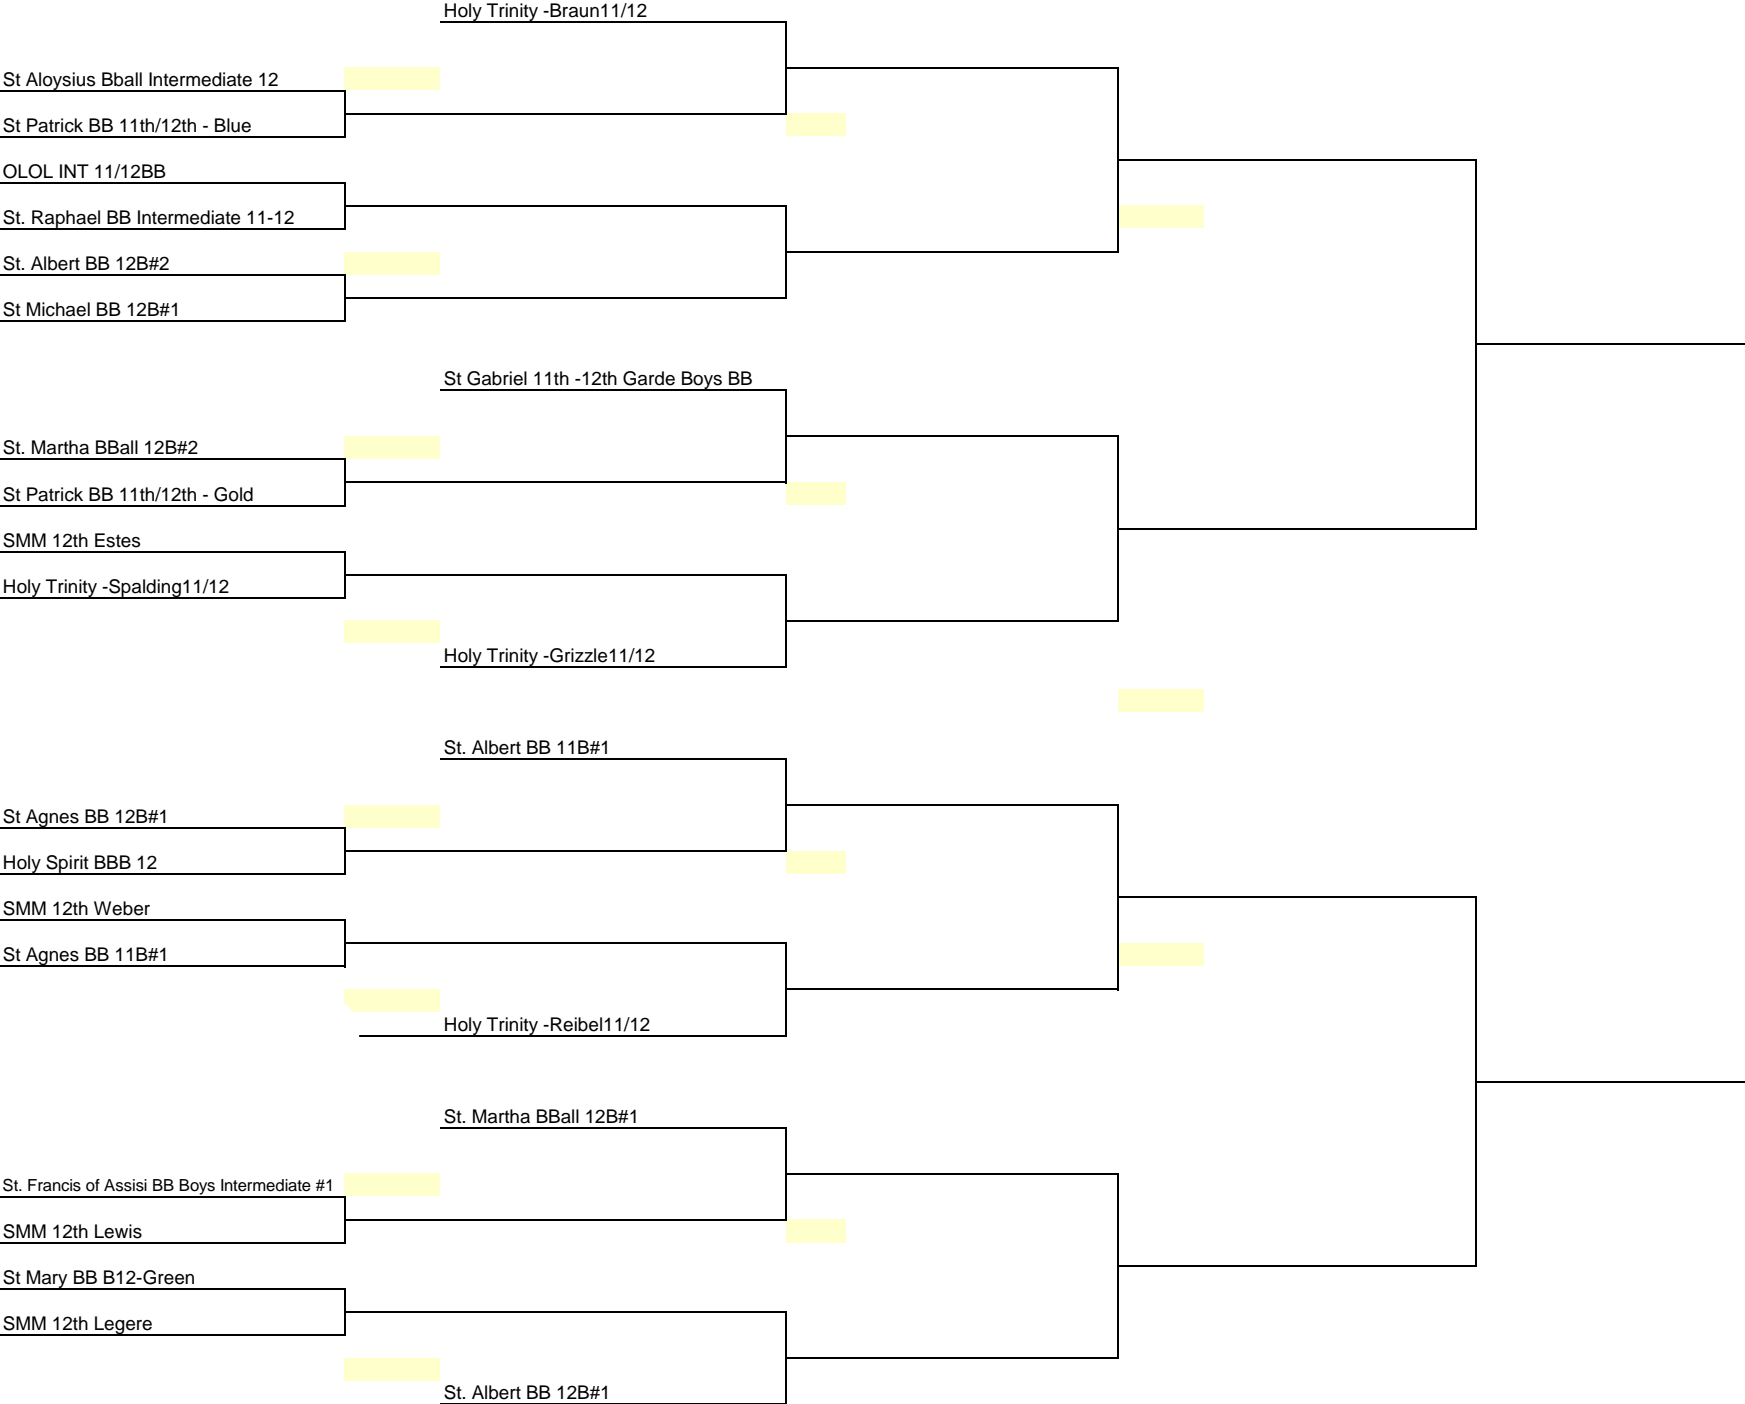 Holy Trinity -Braun11/12
St Aloysius Bball Intermediate 12
St Patrick BB 11th/12th - Blue
OLOL INT 11/12BB
St. Raphael BB Intermediate 11-12
St. Albert BB 12B#2
St Michael BB 12B#1
St Gabriel 11th -12th Garde Boys BB
St. Martha BBall 12B#2
St Patrick BB 11th/12th - Gold
SMM 12th Estes
Holy Trinity -Spalding11/12
Holy Trinity -Grizzle11/12
St. Albert BB 11B#1
St Agnes BB 12B#1
Holy Spirit BBB 12
SMM 12th Weber
St Agnes BB 11B#1
Holy Trinity -Reibel11/12
St. Martha BBall 12B#1
St. Francis of Assisi BB Boys Intermediate #1
SMM 12th Lewis
St Mary BB B12-Green
SMM 12th Legere
St. Albert BB 12B#1